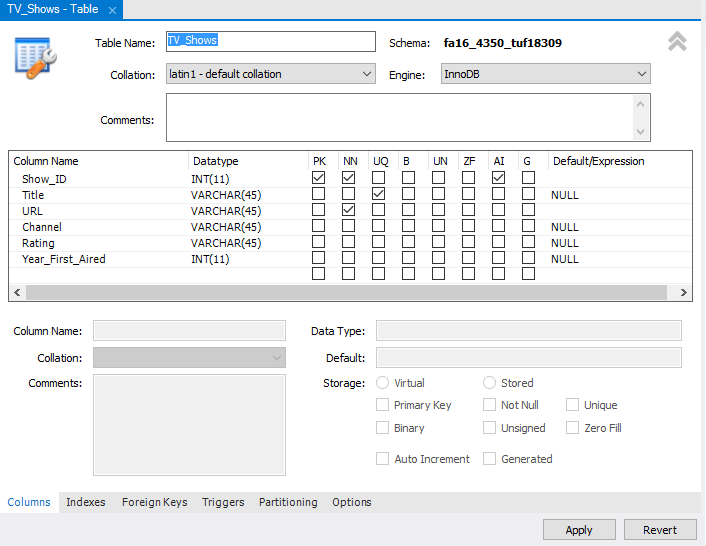 TV_Shows - Table ×
Table Name: TV_Shows Schema: fa16_4350_tuf18309
Collation: latin1 - default collation Engine: InnoDB
Comments:
Column Name Datatype PK NN UQ B UN ZF AI G Default/Expression
Show_ID INT(11)
Title VARCHAR(45) NULL
URL VARCHAR(45)
Channel VARCHAR(45) NULL
Rating VARCHAR(45) NULL
Year_First_Aired INT(11) NULL
Column Name: Data Type:
Collation: Default:
Comments: Storage: Virtual Stored
Primary Key Not Null Unique
Binary Unsigned Zero Fill
Auto Increment Generated
Columns Indexes Foreign Keys Triggers Partitioning Options
Apply Revert